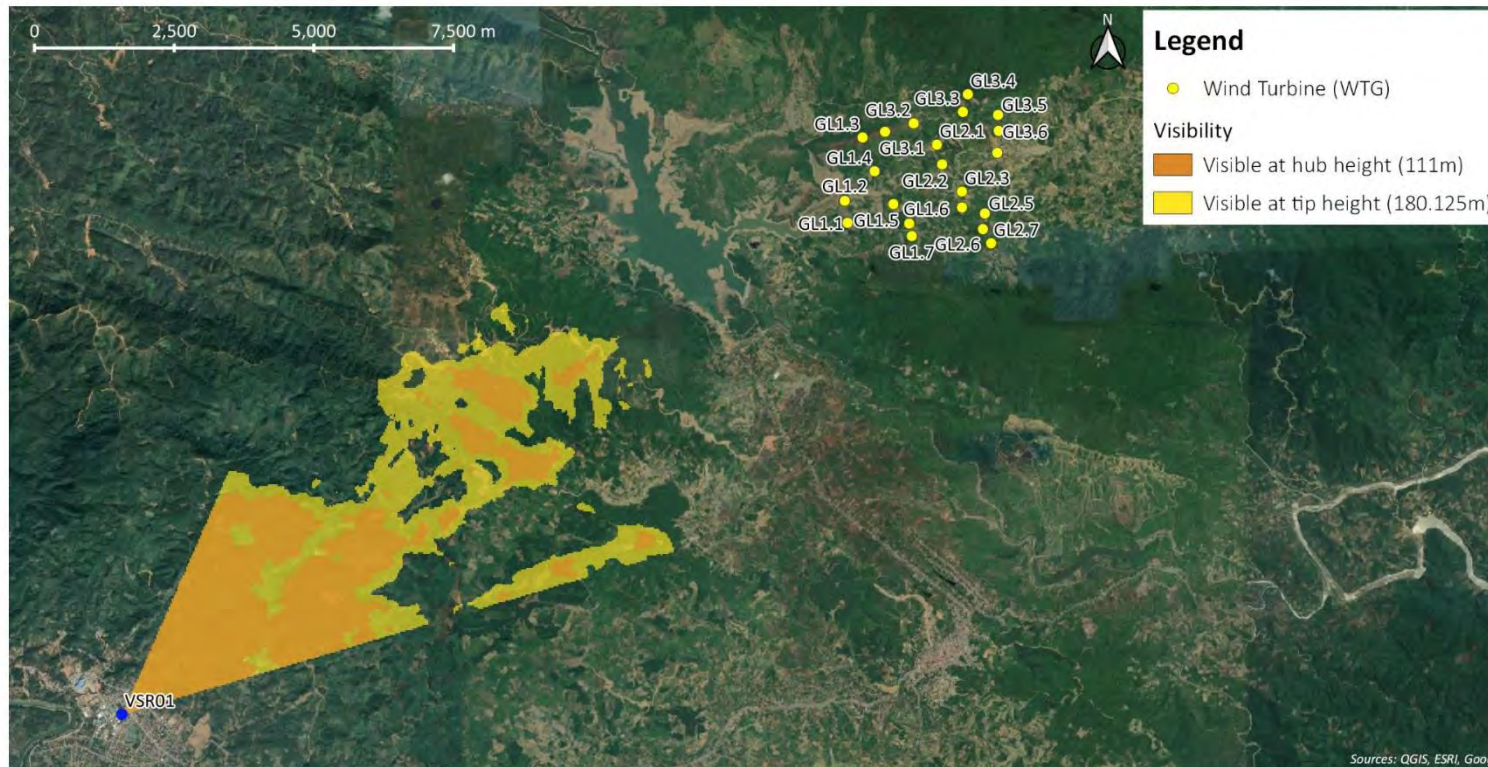 0 2,500 5,000 7,500 m
N
Legend
Wind Turbine (WTG)
Visibility
Visible at hub height (111m)
Visible at tip height (180.125m)
GL3.4
GL3.3
GL3.5
GL3.2
GL1.3
GL2.1
GL3.6
GL3.1
GL1.4
GL2.2
GL2.3
GL1.2
GL1.6
GL2.5
GL1.1
GL1.5
GL2.7
GL1.7
GL2.6
VSR01
Sources: QGIS, ESRI, Goo